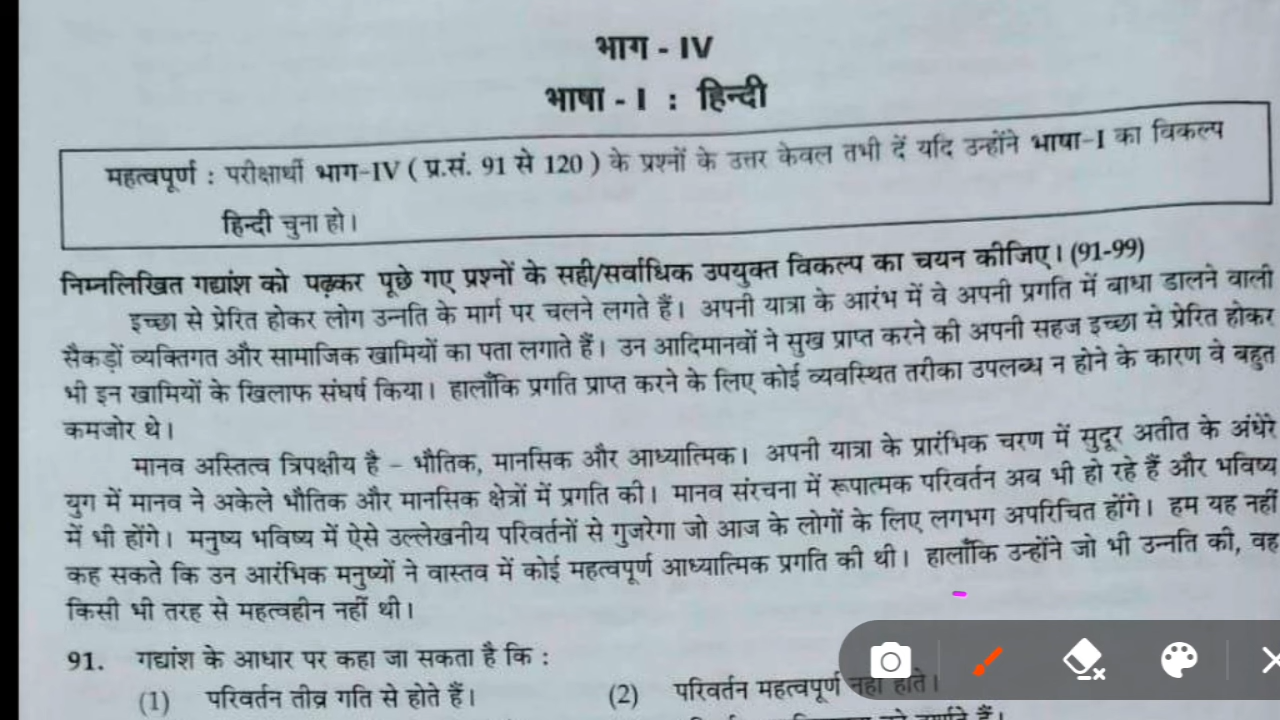 भाग - IV
भाषा - I : हिन्दी
महत्वपूर्ण : परीक्षार्थी भाग-IV ( प्र.सं. 91 से 120 ) के प्रश्नों के उत्तर केवल तभी दें यदि उन्होंने भाषा-I का विकल्प
हिन्दी चुना हो।
निम्नलिखित गद्यांश को पढ़कर पूछे गए प्रश्नों के सही/सर्वाधिक उपयुक्त विकल्प का चयन कीजिए। (91-99)
इच्छा से प्रेरित होकर लोग उन्नति के मार्ग पर चलने लगते हैं। अपनी यात्रा के आरंभ में वे अपनी प्रगति में बाधा डालने वाली
सैकड़ों व्यक्तिगत और सामाजिक खामियों का पता लगाते हैं। उन आदिमानवों ने सुख प्राप्त करने की अपनी सहज इच्छा से प्रेरित होकर
भी इन खामियों के खिलाफ संघर्ष किया। हालाँकि प्रगति प्राप्त करने के लिए कोई व्यवस्थित तरीका उपलब्ध न होने के कारण वे बहुत
कमजोर थे।
मानव अस्तित्व त्रिपक्षीय है – भौतिक, मानसिक और आध्यात्मिक। अपनी यात्रा के प्रारंभिक चरण में सुदूर अतीत के अंधेरे
युग में मानव ने अकेले भौतिक और मानसिक क्षेत्रों में प्रगति की। मानव संरचना में रूपात्मक परिवर्तन अब भी हो रहे हैं और भविष्य
में भी होंगे। मनुष्य भविष्य में ऐसे उल्लेखनीय परिवर्तनों से गुजरेगा जो आज के लोगों के लिए लगभग अपरिचित होंगे। हम यह नहीं
कह सकते कि उन आरंभिक मनुष्यों ने वास्तव में कोई महत्वपूर्ण आध्यात्मिक प्रगति की थी। हालाँकि उन्होंने जो भी उन्नति की, वह
किसी भी तरह से महत्वहीन नहीं थी।
91. गद्यांश के आधार पर कहा जा सकता है कि :
(1) परिवर्तन तीव्र गति से होते हैं। (2) परिवर्तन महत्वपूर्ण नहीं होते।